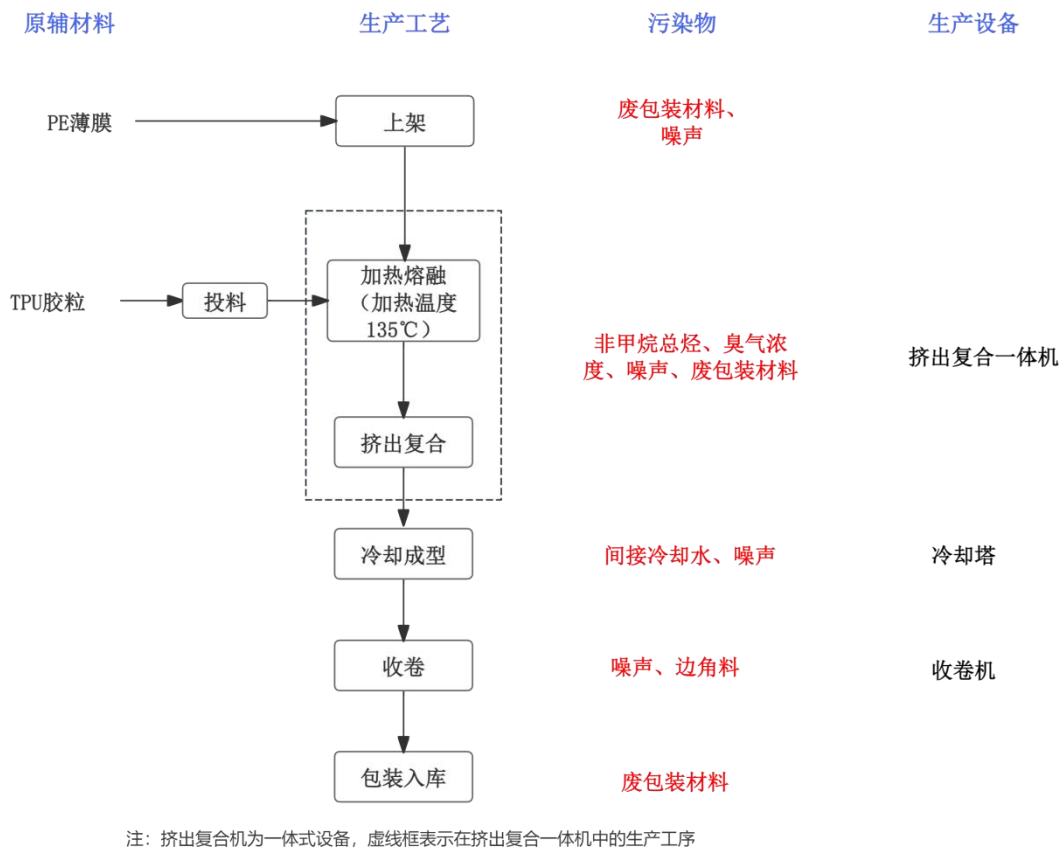 原辅材料
生产工艺
污染物
生产设备
PE薄膜
上架
废包装材料、
噪声
TPU胶粒
投料
加热熔融
（加热温度
135℃）
非甲烷总烃、臭气浓
度、噪声、废包装材料
挤出复合一体机
挤出复合
冷却成型
间接冷却水、噪声
冷却塔
收卷
噪声、边角料
收卷机
包装入库
废包装材料
注：挤出复合机为一体式设备，虚线框表示在挤出复合一体机中的生产工序